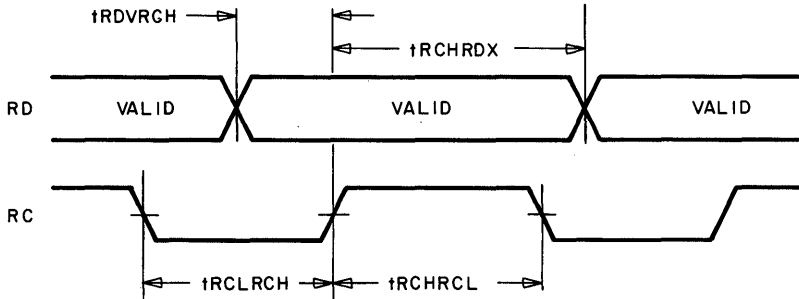 tRDVRCH
tRCHRDX
RD VALID VALID VALID
RC
tRCLRCH tRCHRCL